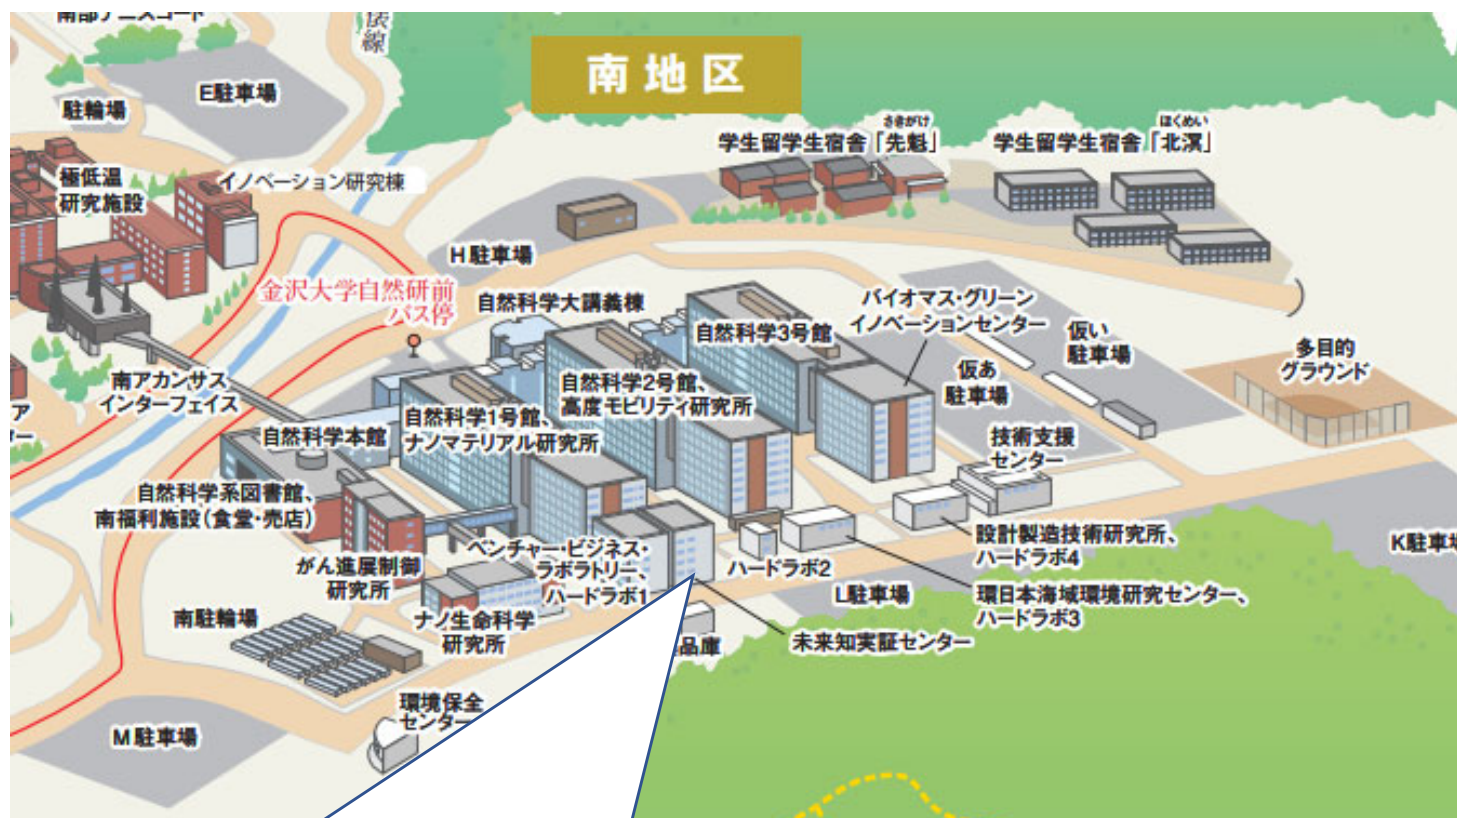 南部テニスコート
俵線
南地区
E駐車場
駐輪場
さきがけ
学生留学生宿舎「先魁」
ほくめい
学生留学生宿舎「北溟」
極低温
研究施設
イノベーション研究棟
H駐車場
金沢大学自然研前
バス停
自然科学大講義棟
自然科学3号館
バイオマス・グリーン
イノベーションセンター
仮い
駐車場
仮あ
駐車場
多目的
グラウンド
南アカンサス
インターフェイス
ア
ター
自然科学2号館、
高度モビリティ研究所
自然科学1号館、
ナノマテリアル研究所
自然科学本館
技術支援
センター
自然科学系図書館、
南福利施設(食堂・売店)
がん進展制御
研究所
ベンチャー・ビジネス・
ラボラトリー、
ハードラボ1
ハードラボ2
設計製造技術研究所、
ハードラボ4
K駐車場
L駐車場
環日本海域環境研究センター、
ハードラボ3
南駐輪場
ナノ生命科学
研究所
品庫
未来知実証センター
環境保全
センター
M駐車場